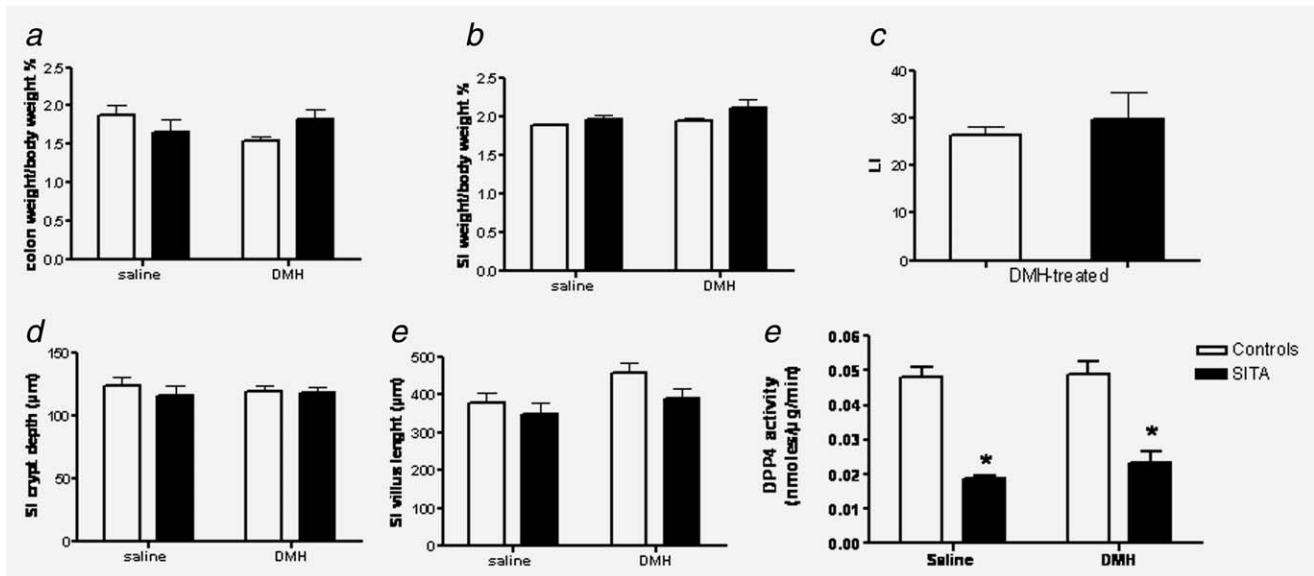 a
colon weight/body weight %
2.5
2.0
1.5
1.0
0.5
0.0
saline DMH
b
SI weight/body weight %
2.5
2.0
1.5
1.0
0.5
0.0
saline DMH
c
LI
40
30
20
10
0
DMH-treated
d
SI crypt depth (µm)
150
100
50
0
saline DMH
e
SI villus lenght (µm)
500
400
300
200
100
0
saline DMH
e
DPP4 activity
(nmoles/µg/min)
0.06
0.05
0.04
0.03
0.02
0.01
0.00
*
*
Saline DMH
Controls
SITA